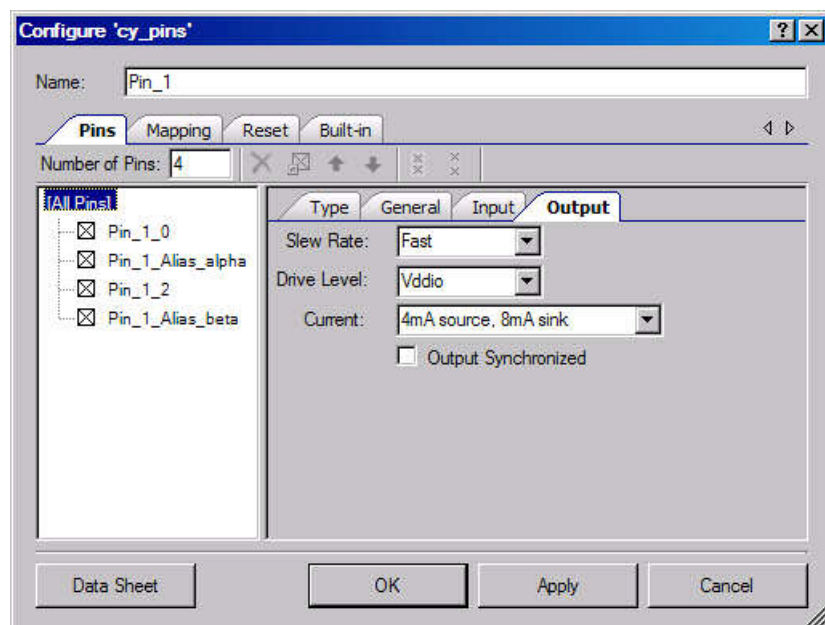 Configure 'cy_pins'
Name: Pin_1
Pins Mapping Reset Built-in
Number of Pins: 4
[All Pins]
Pin_1_0
Pin_1_Alias_alpha
Pin_1_2
Pin_1_Alias_beta
Type General Input Output
Slew Rate: Fast
Drive Level: Vddio
Current: 4mA source, 8mA sink
Output Synchronized
Data Sheet OK Apply Cancel